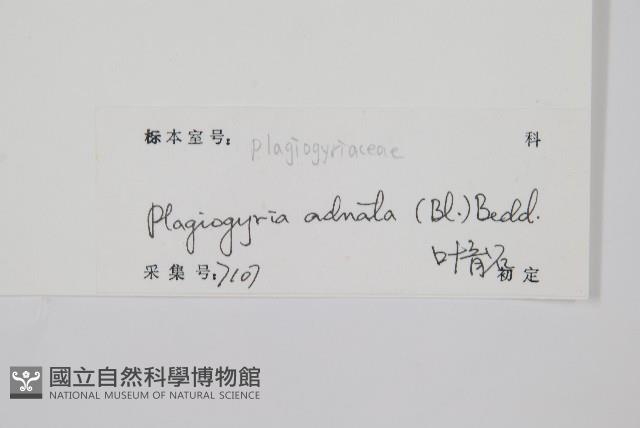 标本室号: Plagiogyriaceae 科
Plagiogyria adnata (Bl.) Bedd.
叶育石
采集号: 7107 初定
國立自然科學博物館
NATIONAL MUSEUM OF NATURAL SCIENCE